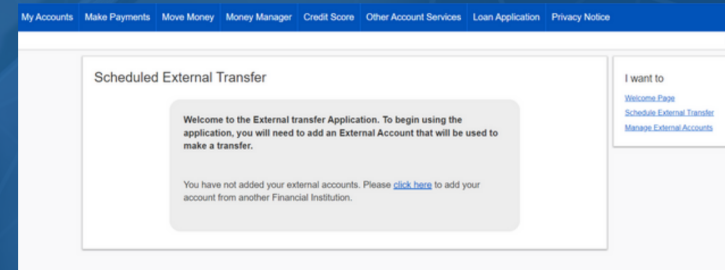 My Accounts Make Payments Move Money Money Manager Credit Score Other Account Services Loan Application Privacy Notice
Scheduled External Transfer
Welcome to the External transfer Application. To begin using the
application, you will need to add an External Account that will be used to
make a transfer.
You have not added your external accounts. Please click here to add your
account from another Financial Institution.
I want to
Welcome Page
Schedule External Transfer
Manage External Accounts